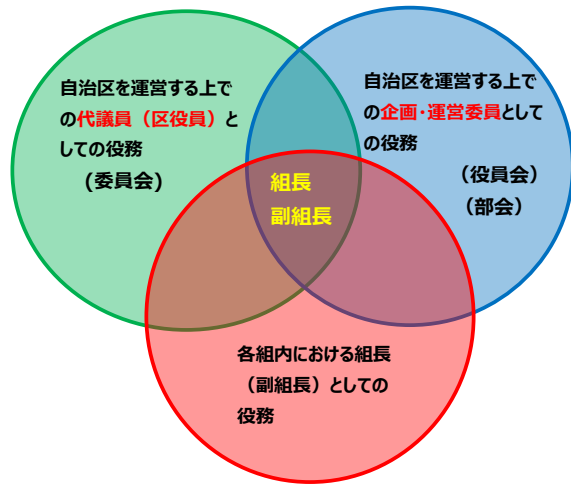 自治区を運営する上で
の代議員（区役員）と
しての役務
(委員会)
自治区を運営する上で
の企画・運営委員として
の役務
（役員会）
（部会）
組長
副組長
各組内における組長
（副組長）としての
役務